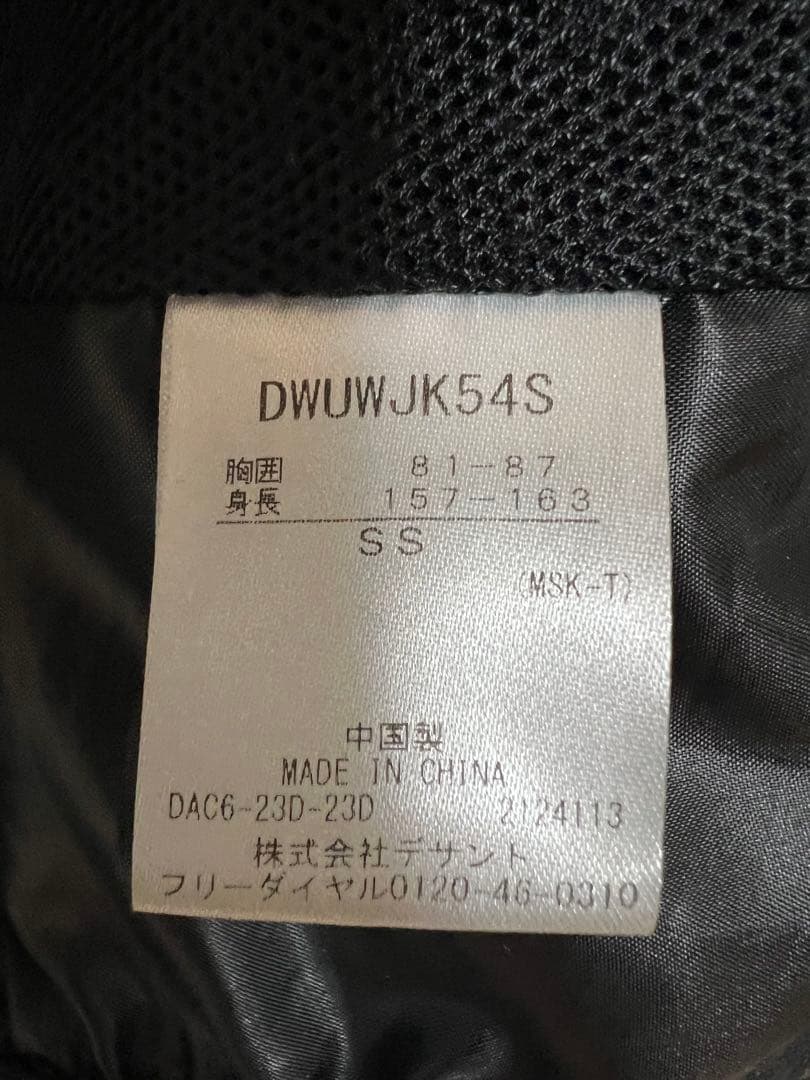 DWUWJK54S
胸囲 81-87
身長 157-163
SS
(MSK-T)
中国製
MADE IN CHINA
DAC6-23D-23D 2124113
株式会社デサント
フリーダイヤル0120-46-0310